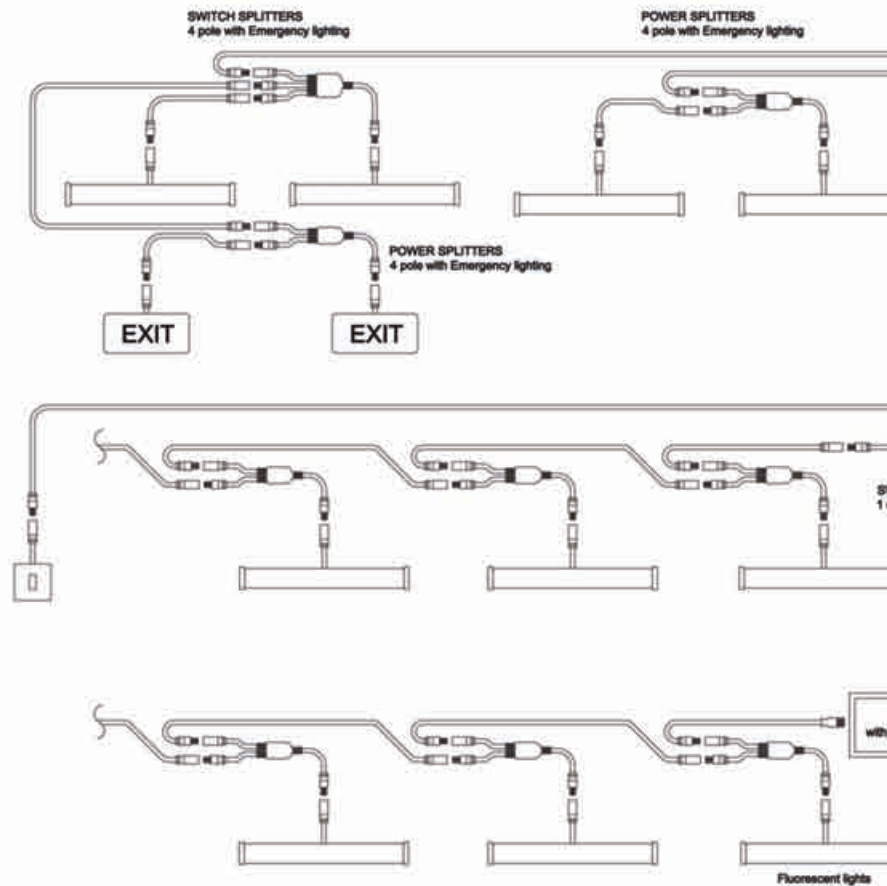 SWITCH SPLITTERS
4 pole with Emergency lighting
POWER SPLITTERS
4 pole with Emergency lighting
POWER SPLITTERS
4 pole with Emergency lighting
EXIT
EXIT
1
with
Fluorescent lights